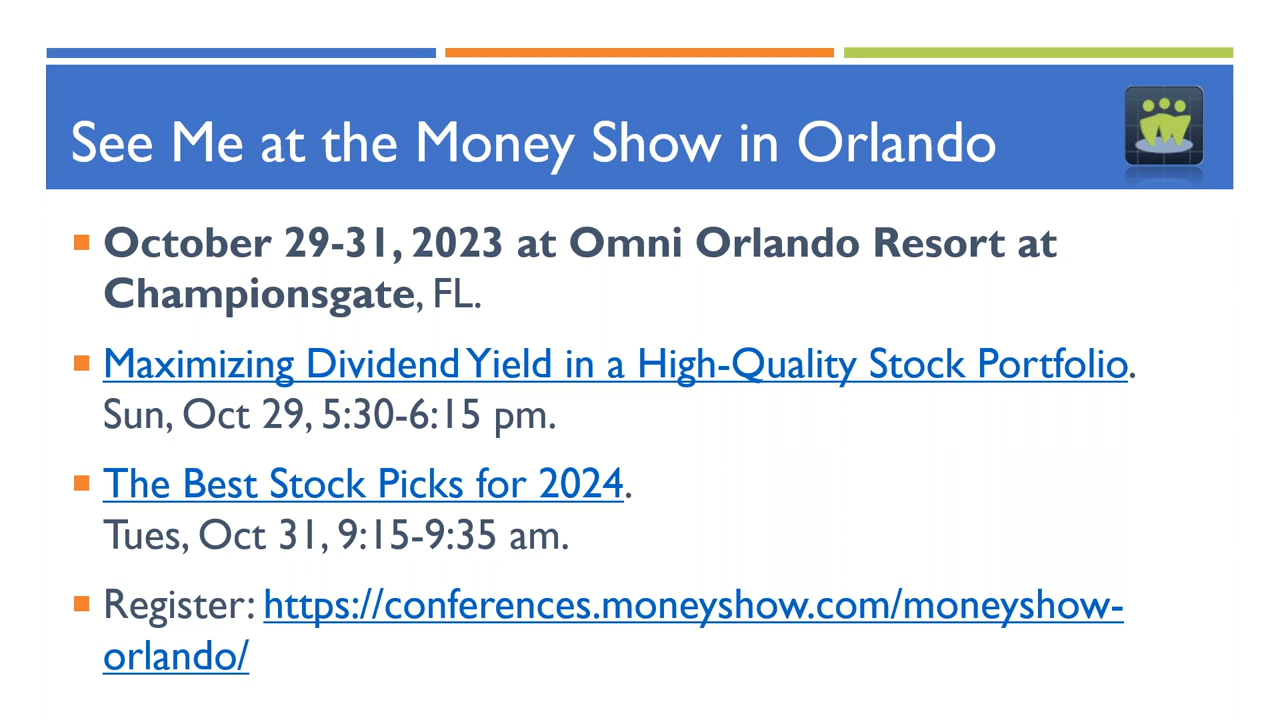 See Me at the Money Show in Orlando
October 29-31, 2023 at Omni Orlando Resort at
Championsgate, FL.
Maximizing Dividend Yield in a High-Quality Stock Portfolio.
Sun, Oct 29, 5:30-6:15 pm.
The Best Stock Picks for 2024.
Tues, Oct 31, 9:15-9:35 am.
Register: https://conferences.moneyshow.com/moneyshow-
orlando/